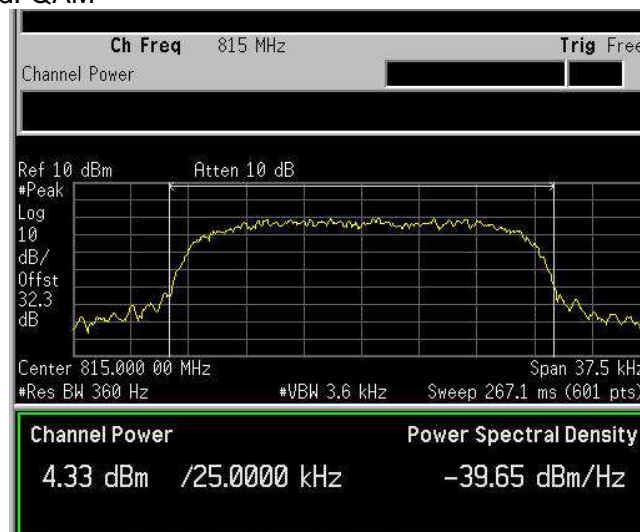 QAM
Ch Freq 815 MHz Trig Free
Channel Power
Ref 10 dBm Atten 10 dB
#Peak
Log
10
dB/
Offst
32.3
dB
Center 815.000 00 MHz Span 37.5 kHz
#Res BW 360 Hz #VBW 3.6 kHz Sweep 267.1 ms (601 pts)
Channel Power Power Spectral Density
4.33 dBm /25.0000 kHz -39.65 dBm/Hz